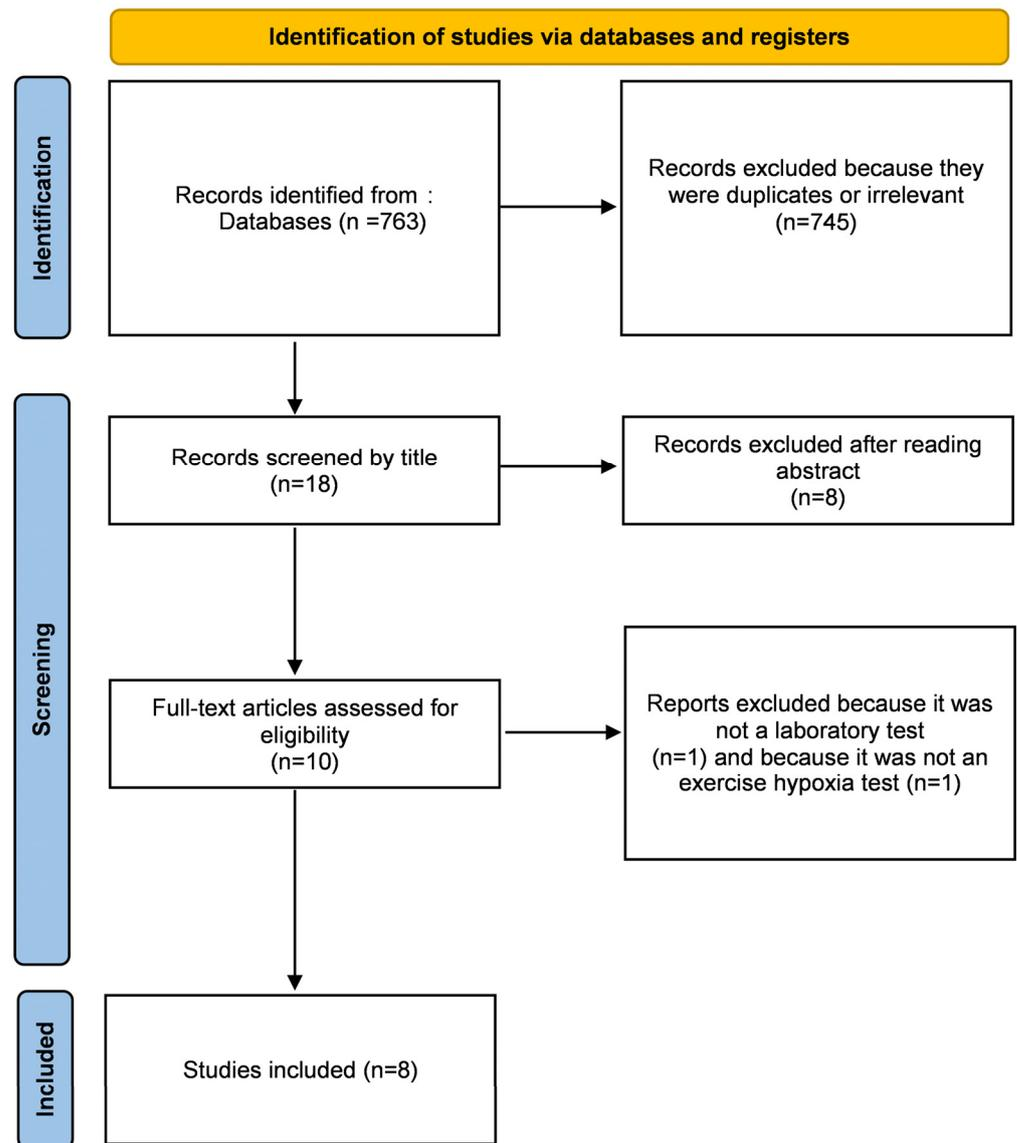 Identification of studies via databases and registers
Identification
Records identified from :
Databases (n =763)
Records excluded because they
were duplicates or irrelevant
(n=745)
Screening
Records screened by title
(n=18)
Records excluded after reading
abstract
(n=8)
Full-text articles assessed for
eligibility
(n=10)
Reports excluded because it was
not a laboratory test
(n=1) and because it was not an
exercise hypoxia test (n=1)
Included
Studies included (n=8)